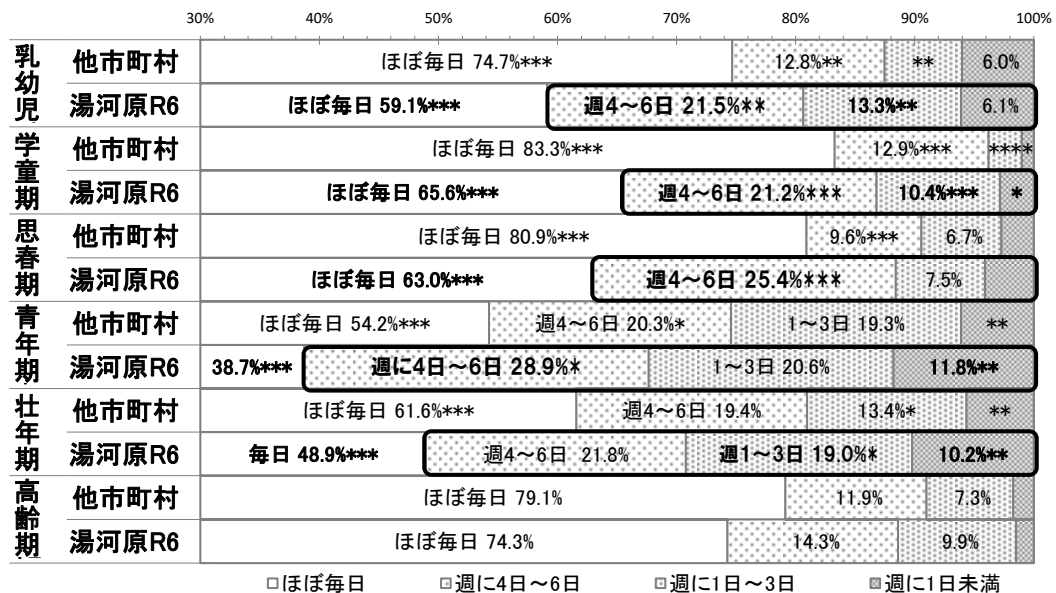 30% 40% 50% 60% 70% 80% 90% 100%
乳幼児
他市町村 ほぼ毎日 74.7%*** 12.8%** ** 6.0%
湯河原R6 ほぼ毎日 59.1%*** 週4～6日 21.5%** 13.3%** 6.1%
学童期
他市町村 ほぼ毎日 83.3%*** 12.9%*** ****
湯河原R6 ほぼ毎日 65.6%*** 週4～6日 21.2%*** 10.4%*** *
思春期
他市町村 ほぼ毎日 80.9%*** 9.6%*** 6.7%
湯河原R6 ほぼ毎日 63.0%*** 週4～6日 25.4%*** 7.5%
青年期
他市町村 ほぼ毎日 54.2%*** 週4～6日 20.3%* 1～3日 19.3% **
湯河原R6 38.7%*** 週に4日～6日 28.9%* 1～3日 20.6% 11.8%**
壮年期
他市町村 ほぼ毎日 61.6%*** 週4～6日 19.4% 13.4%* **
湯河原R6 毎日 48.9%*** 週4～6日 21.8% 週1～3日 19.0%* 10.2%**
高齢期
他市町村 ほぼ毎日 79.1% 11.9% 7.3%
湯河原R6 ほぼ毎日 74.3% 14.3% 9.9%
ほぼ毎日 週に4日～6日 週に1日～3日 週に1日未満